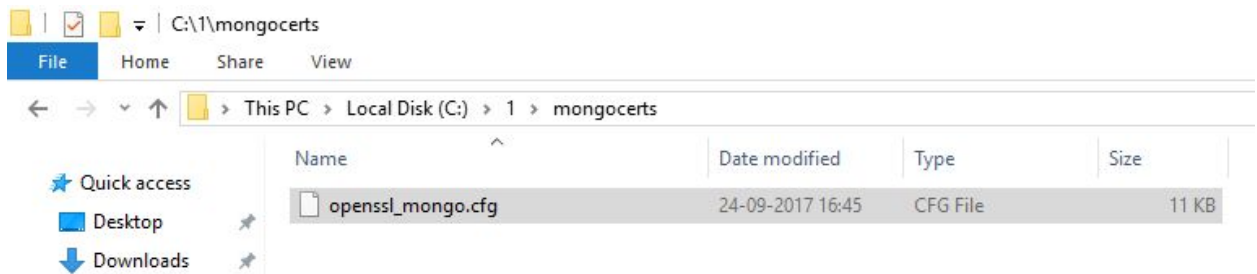 C:\1\mongocerts
File Home Share View
This PC > Local Disk (C:) > 1 > mongocerts
Name Date modified Type Size
Quick access
openssl_mongo.cfg 24-09-2017 16:45 CFG File 11 KB
Desktop
Downloads